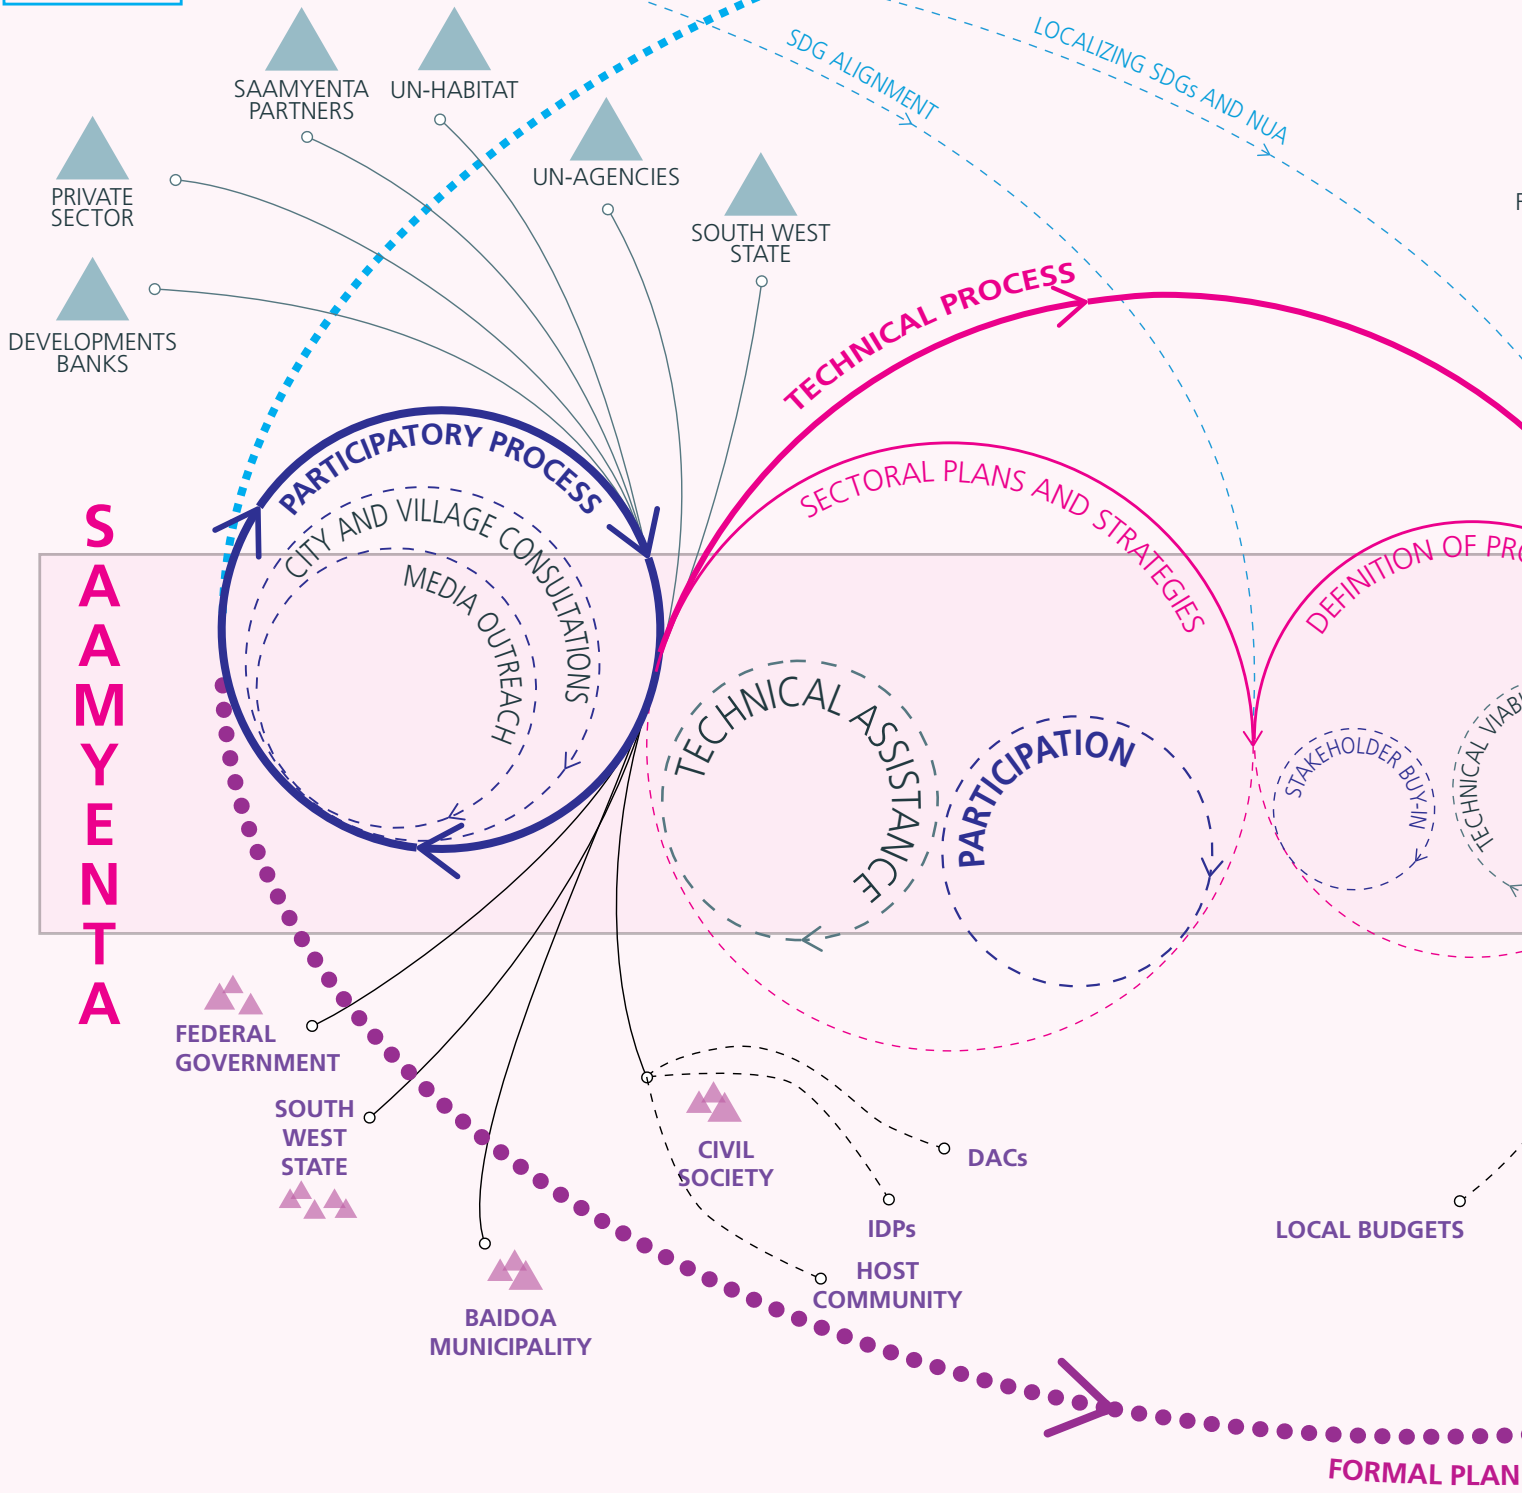 SDG ALIGNMENT
LOCALIZING SDGs AND NUA
SAAMYENTA
PARTNERS
UN-HABITAT
PRIVATE
SECTOR
UN-AGENCIES
SOUTH WEST
STATE
DEVELOPMENTS
BANKS
TECHNICAL PROCESS
PARTICIPATORY PROCESS
CITY AND VILLAGE CONSULTATIONS
MEDIA OUTREACH
SECTORAL PLANS AND STRATEGIES
DEFINITION OF
SAAMYENTA
TECHNICAL ASSISTANCE
PARTICIPATION
STAKEHOLDER BUY-IN
TECHNICAL
FEDERAL
GOVERNMENT
SOUTH
WEST
STATE
BAIDOA
MUNICIPALITY
CIVIL
SOCIETY
DACs
IDPs
HOST
COMMUNITY
LOCAL BUDGETS
FORMAL PLAN